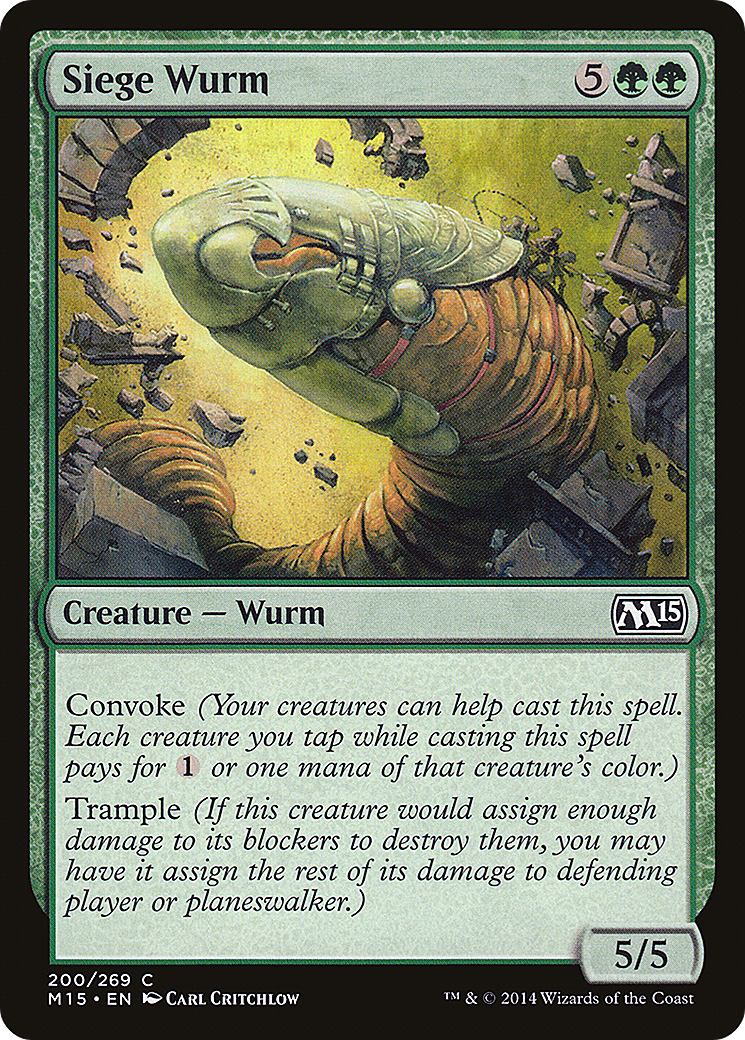 Siege Wurm 5
Creature — Wurm M15
Convoke (Your creatures can help cast this spell.
Each creature you tap while casting this spell
pays for 1 or one mana of that creature's color.)
Trample (If this creature would assign enough
damage to its blockers to destroy them, you may
have it assign the rest of its damage to defending
player or planeswalker.)
5/5
200/269 C
M15 • EN Carl Critchlow ™ & © 2014 Wizards of the Coast